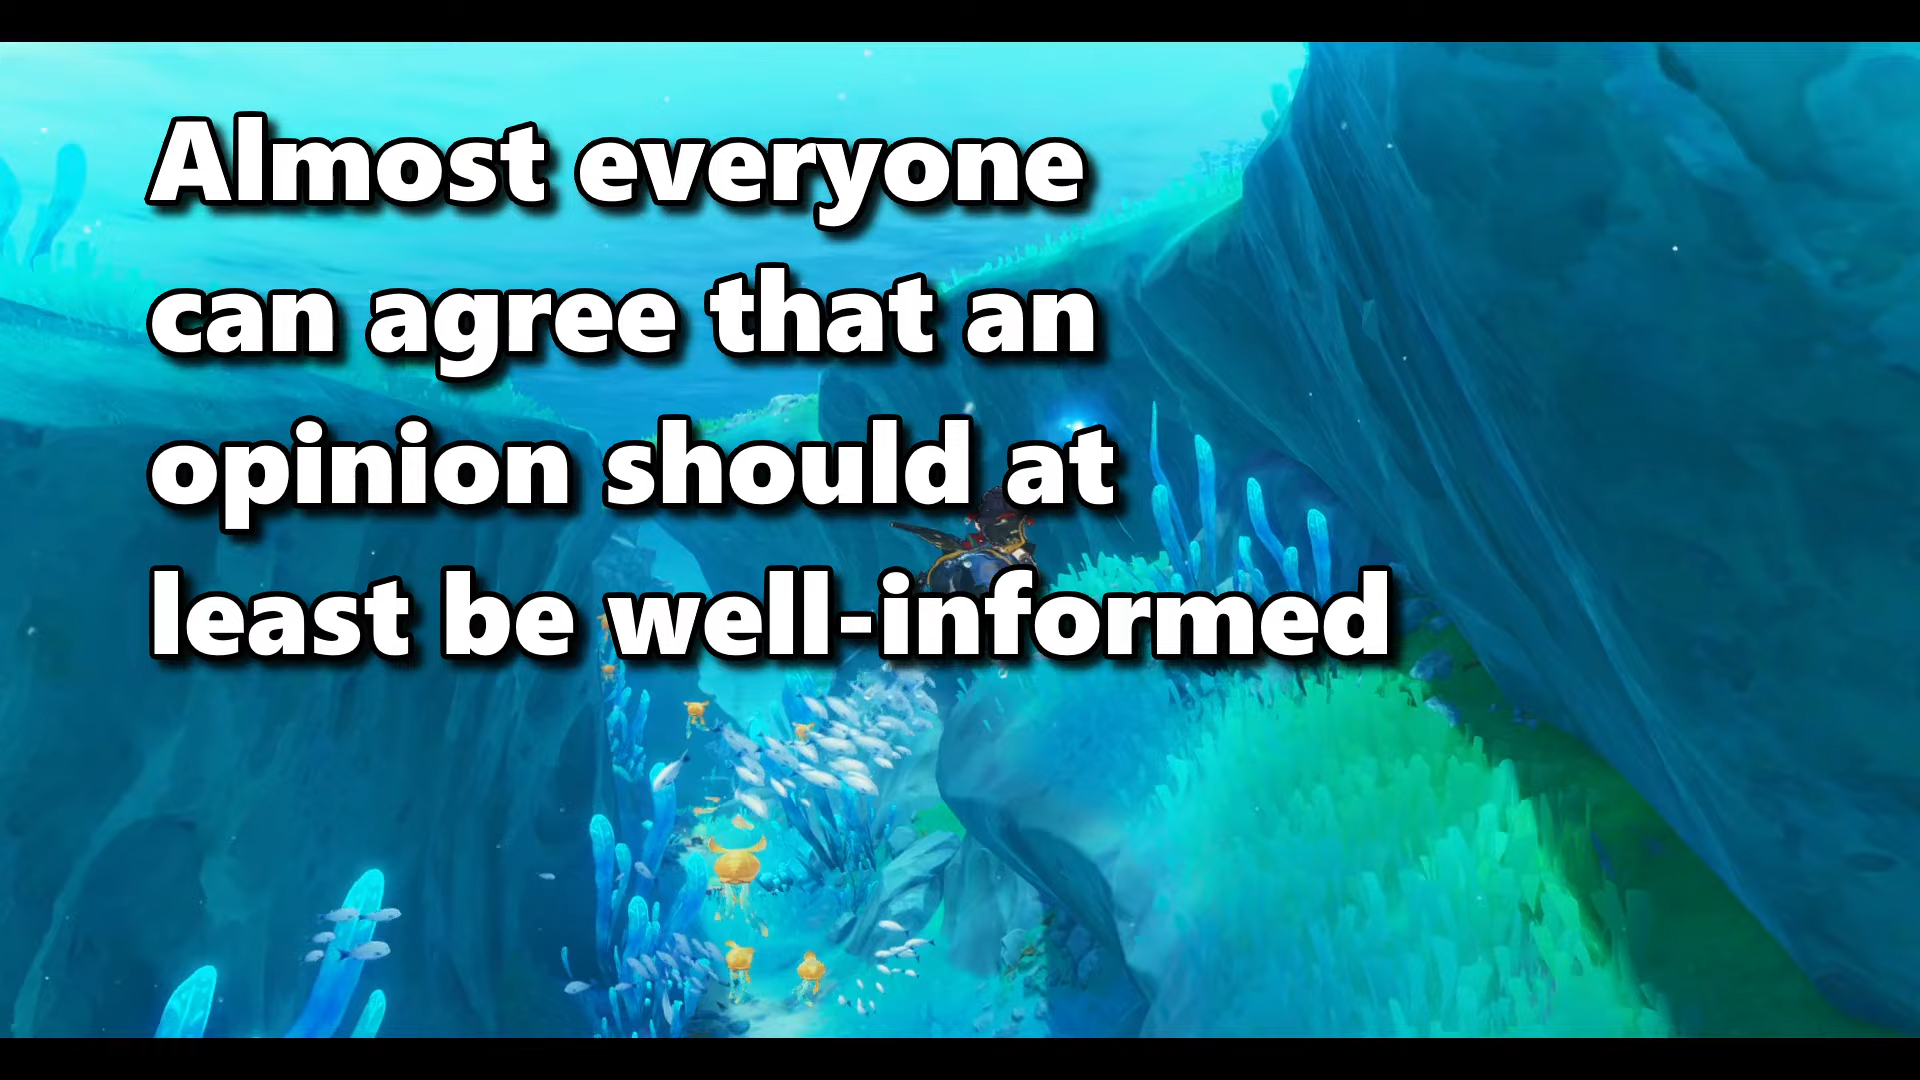 Almost everyone
can agree that an
opinion should at
least be well-informed